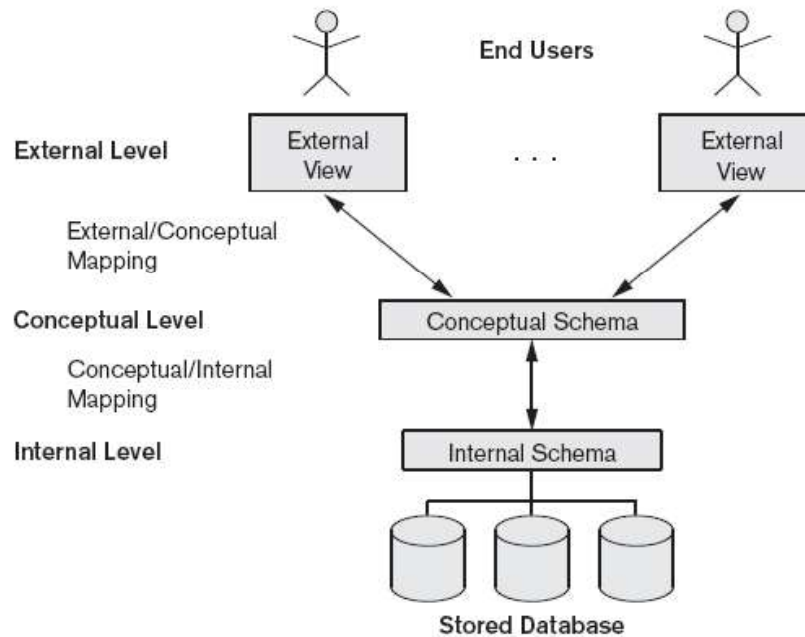 End Users
External Level
External
View
. . .
External
View
External/Conceptual
Mapping
Conceptual Level
Conceptual Schema
Conceptual/Internal
Mapping
Internal Level
Internal Schema
Stored Database